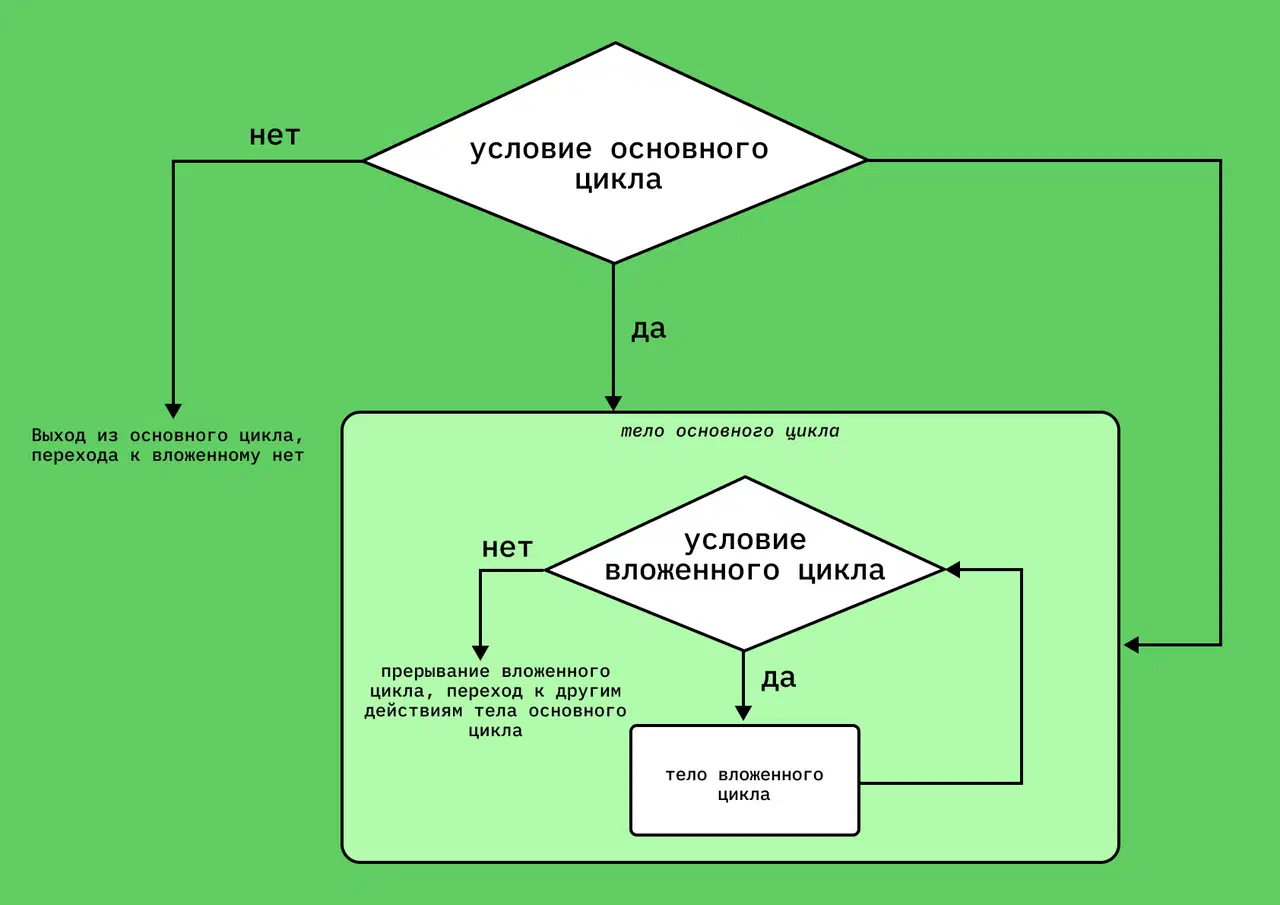 нет
условие основного
цикла
да
Выход из основного цикла,
перехода к вложенному нет
тело основного цикла
нет
условие
вложенного цикла
прерывание вложенного
цикла, переход к другим
действиям тела основного
цикла
да
тело вложенного
цикла